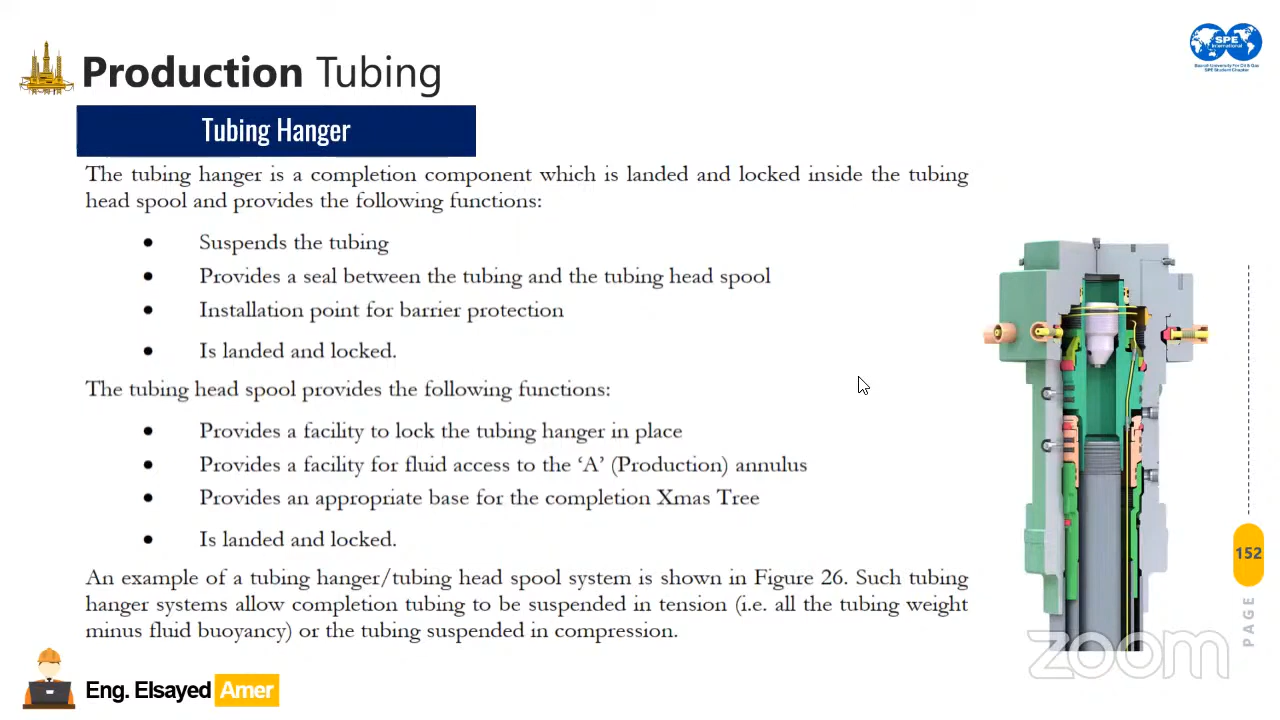 Production Tubing
SPE
International
Tubing Hanger
The tubing hanger is a completion component which is landed and locked inside the tubing
head spool and provides the following functions:
• Suspends the tubing
• Provides a seal between the tubing and the tubing head spool
• Installation point for barrier protection
• Is landed and locked.
The tubing head spool provides the following functions:
• Provides a facility to lock the tubing hanger in place
• Provides a facility for fluid access to the ‘A’ (Production) annulus
• Provides an appropriate base for the completion Xmas Tree
• Is landed and locked.
An example of a tubing hanger/tubing head spool system is shown in Figure 26. Such tubing
hanger systems allow completion tubing to be suspended in tension (i.e. all the tubing weight
minus fluid buoyancy) or the tubing suspended in compression.
152
PAGE
zoom
Eng. Elsayed Amer